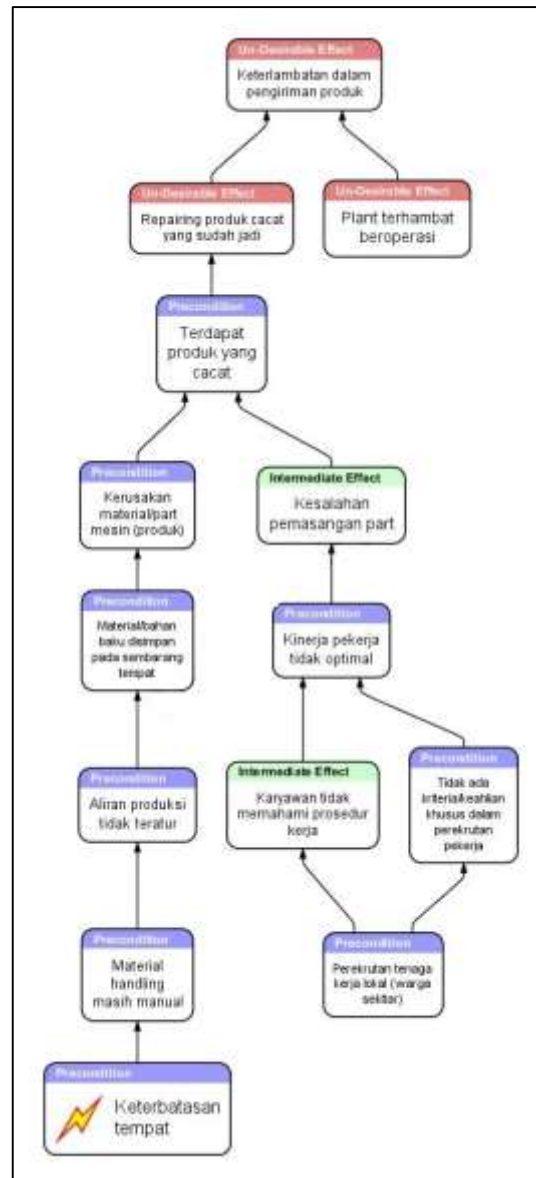 Un-Desirable Effect
Keterlambatan dalam
pengiriman produk
Un-Desirable Effect
Repairing produk cacat
yang sudah jadi
Un-Desirable Effect
Plant terhambat
beroperasi
Precondition
Terdapat
produk yang
cacat
Precondition
Kerusakan
material/part
mesin (produk)
Intermediate Effect
Kesalahan
pemasangan part
Precondition
Material/bahan
baku disimpan
pada sembarang
tempat
Precondition
Kinerja pekerja
tidak optimal
Precondition
Aliran produksi
tidak teratur
Intermediate Effect
Karyawan tidak
memahami prosedur
kerja
Precondition
Tidak ada
kriteria/keahlian
khusus dalam
perekrutan
pekerja
Precondition
Material
handling
masih manual
Precondition
Perekrutan tenaga
kerja lokal (warga
sekitar)
Precondition
Keterbatasan
tempat